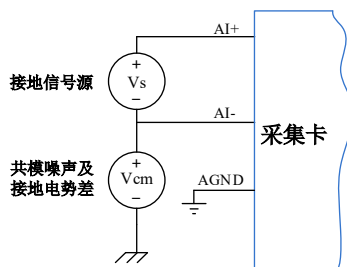 AI+
+
Vs
−
接地信号源
AI-
采集卡
+
Vcm
−
共模噪声及
接地电势差
AGND